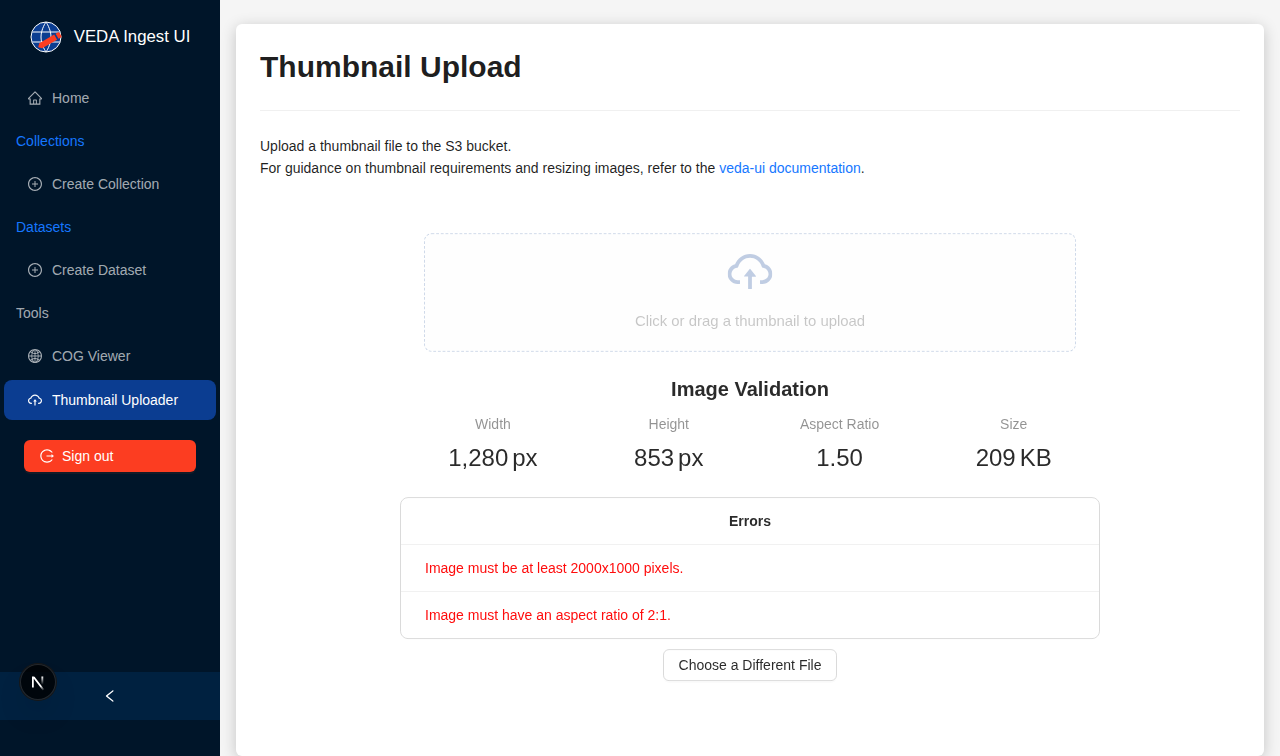 VEDA Ingest UI
Home
Collections
Create Collection
Datasets
Create Dataset
Tools
COG Viewer
Thumbnail Uploader
Sign out
N
Thumbnail Upload
Upload a thumbnail file to the S3 bucket.
For guidance on thumbnail requirements and resizing images, refer to the veda-ui documentation.
Click or drag a thumbnail to upload
Image Validation
Width Height Aspect Ratio Size
1,280 px 853 px 1.50 209 KB
Errors
Image must be at least 2000x1000 pixels.
Image must have an aspect ratio of 2:1.
Choose a Different File